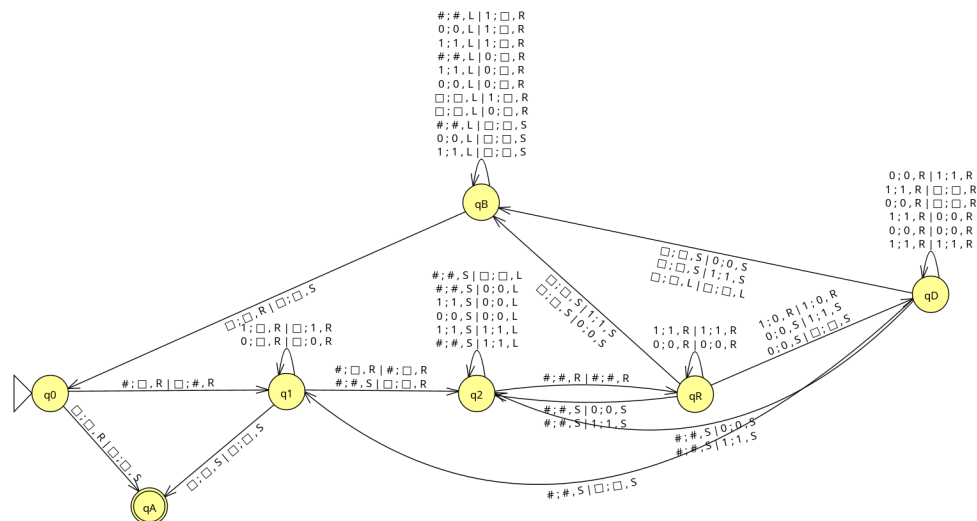 #;#,L|1;□,R
0;0,L|1;□,R
1;1,L|1;□,R
#;#,L|0;□,R
1;1,L|0;□,R
0;0,L|0;□,R
□;□,L|1;□,R
□;□,L|0;□,R
#;#,L|□;□,S
0;0,L|□;□,S
1;1,L|□;□,S
qB
0;0,R|1;1,R
1;1,R|□;□,R
0;0,R|□;□,R
1;1,R|0;0,R
0;0,R|0;0,R
1;1,R|1;1,R
qD
□;□,S|0;0,S
□;□,S|1;1,S
□;□,L|□;□,L
□;□,S|1;1,S
□;□,S|0;0,S
□;□,R|□;□,S
#;#,S|□;□,L
#;#,S|0;0,L
1;1,S|0;0,L
0;0,S|0;0,L
1;1,S|1;1,L
#;#,S|1;1,L
1;□,R|□;1,R
0;□,R|□;0,R
1;1,R|1;1,R
0;0,R|0;0,R
1;0,R|1;0,R
0;0,S|1;1,S
0;0,S|□;□,S
q0
#;□,R|□;#,R
q1
#;□,R|#;□,R
#;#,S|□;□,R
q2
#;#,R|#;#,R
#;#,S|0;0,S
#;#,S|1;1,S
qR
#;#,S|0;0,S
#;#,S|1;1,S
□;□,R|□;□,S
□;□,S|□;□,S
#;#,S|□;□,S
qA